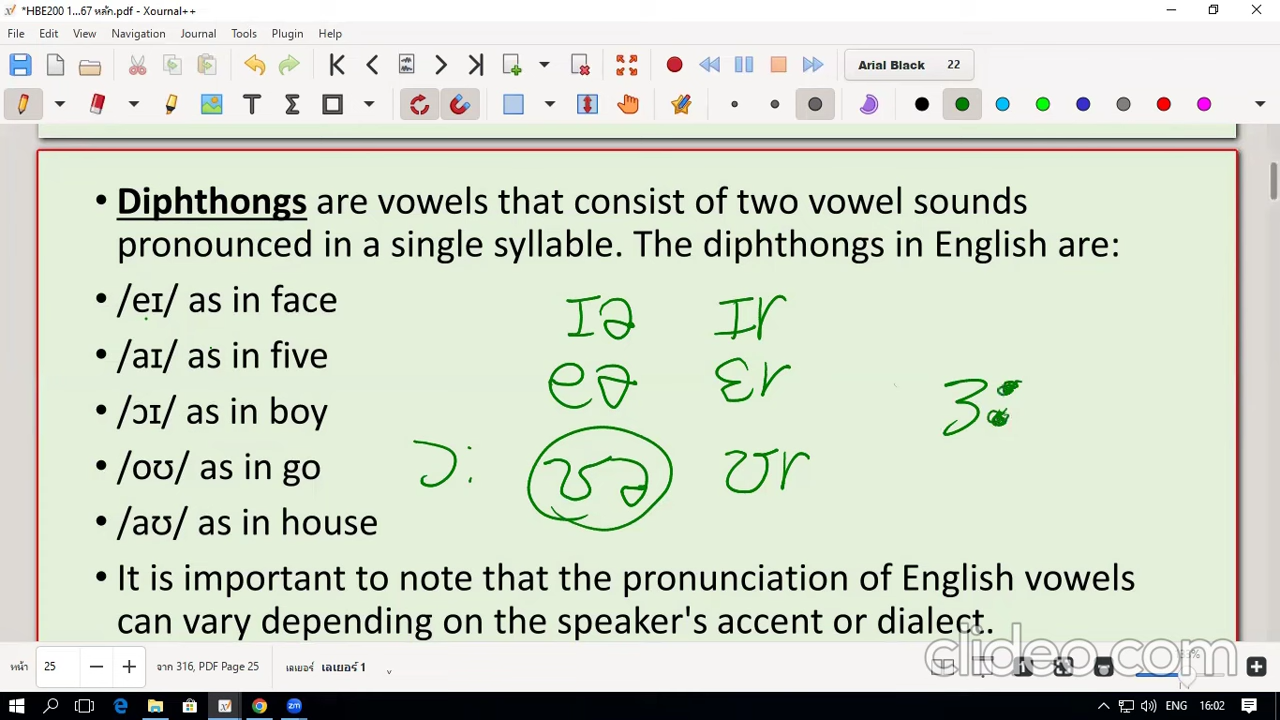 *HBE200 1...67 หลัก.pdf - Xournal++
File Edit View Navigation Journal Tools Plugin Help
Arial Black 22
• Diphthongs are vowels that consist of two vowel sounds
pronounced in a single syllable. The diphthongs in English are:
• /eɪ/ as in face
• /aɪ/ as in five
• /ɔɪ/ as in boy
• /oʊ/ as in go
• /aʊ/ as in house
ɪə ɪr
eə ɛr
ɔː ʊə ʊr
ɜː
• It is important to note that the pronunciation of English vowels
can vary depending on the speaker's accent or dialect.
clideo.com
หน้า 25 จาก 316, PDF Page 25 เลเยอร์ เลเยอร์ 1
ENG 16:02